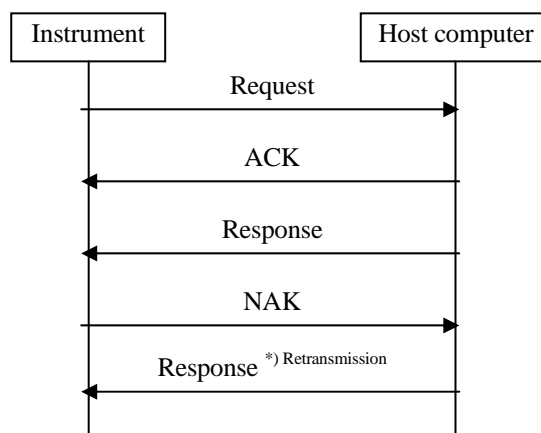 Instrument
Host computer
Request
ACK
Response
NAK
Response *) Retransmission